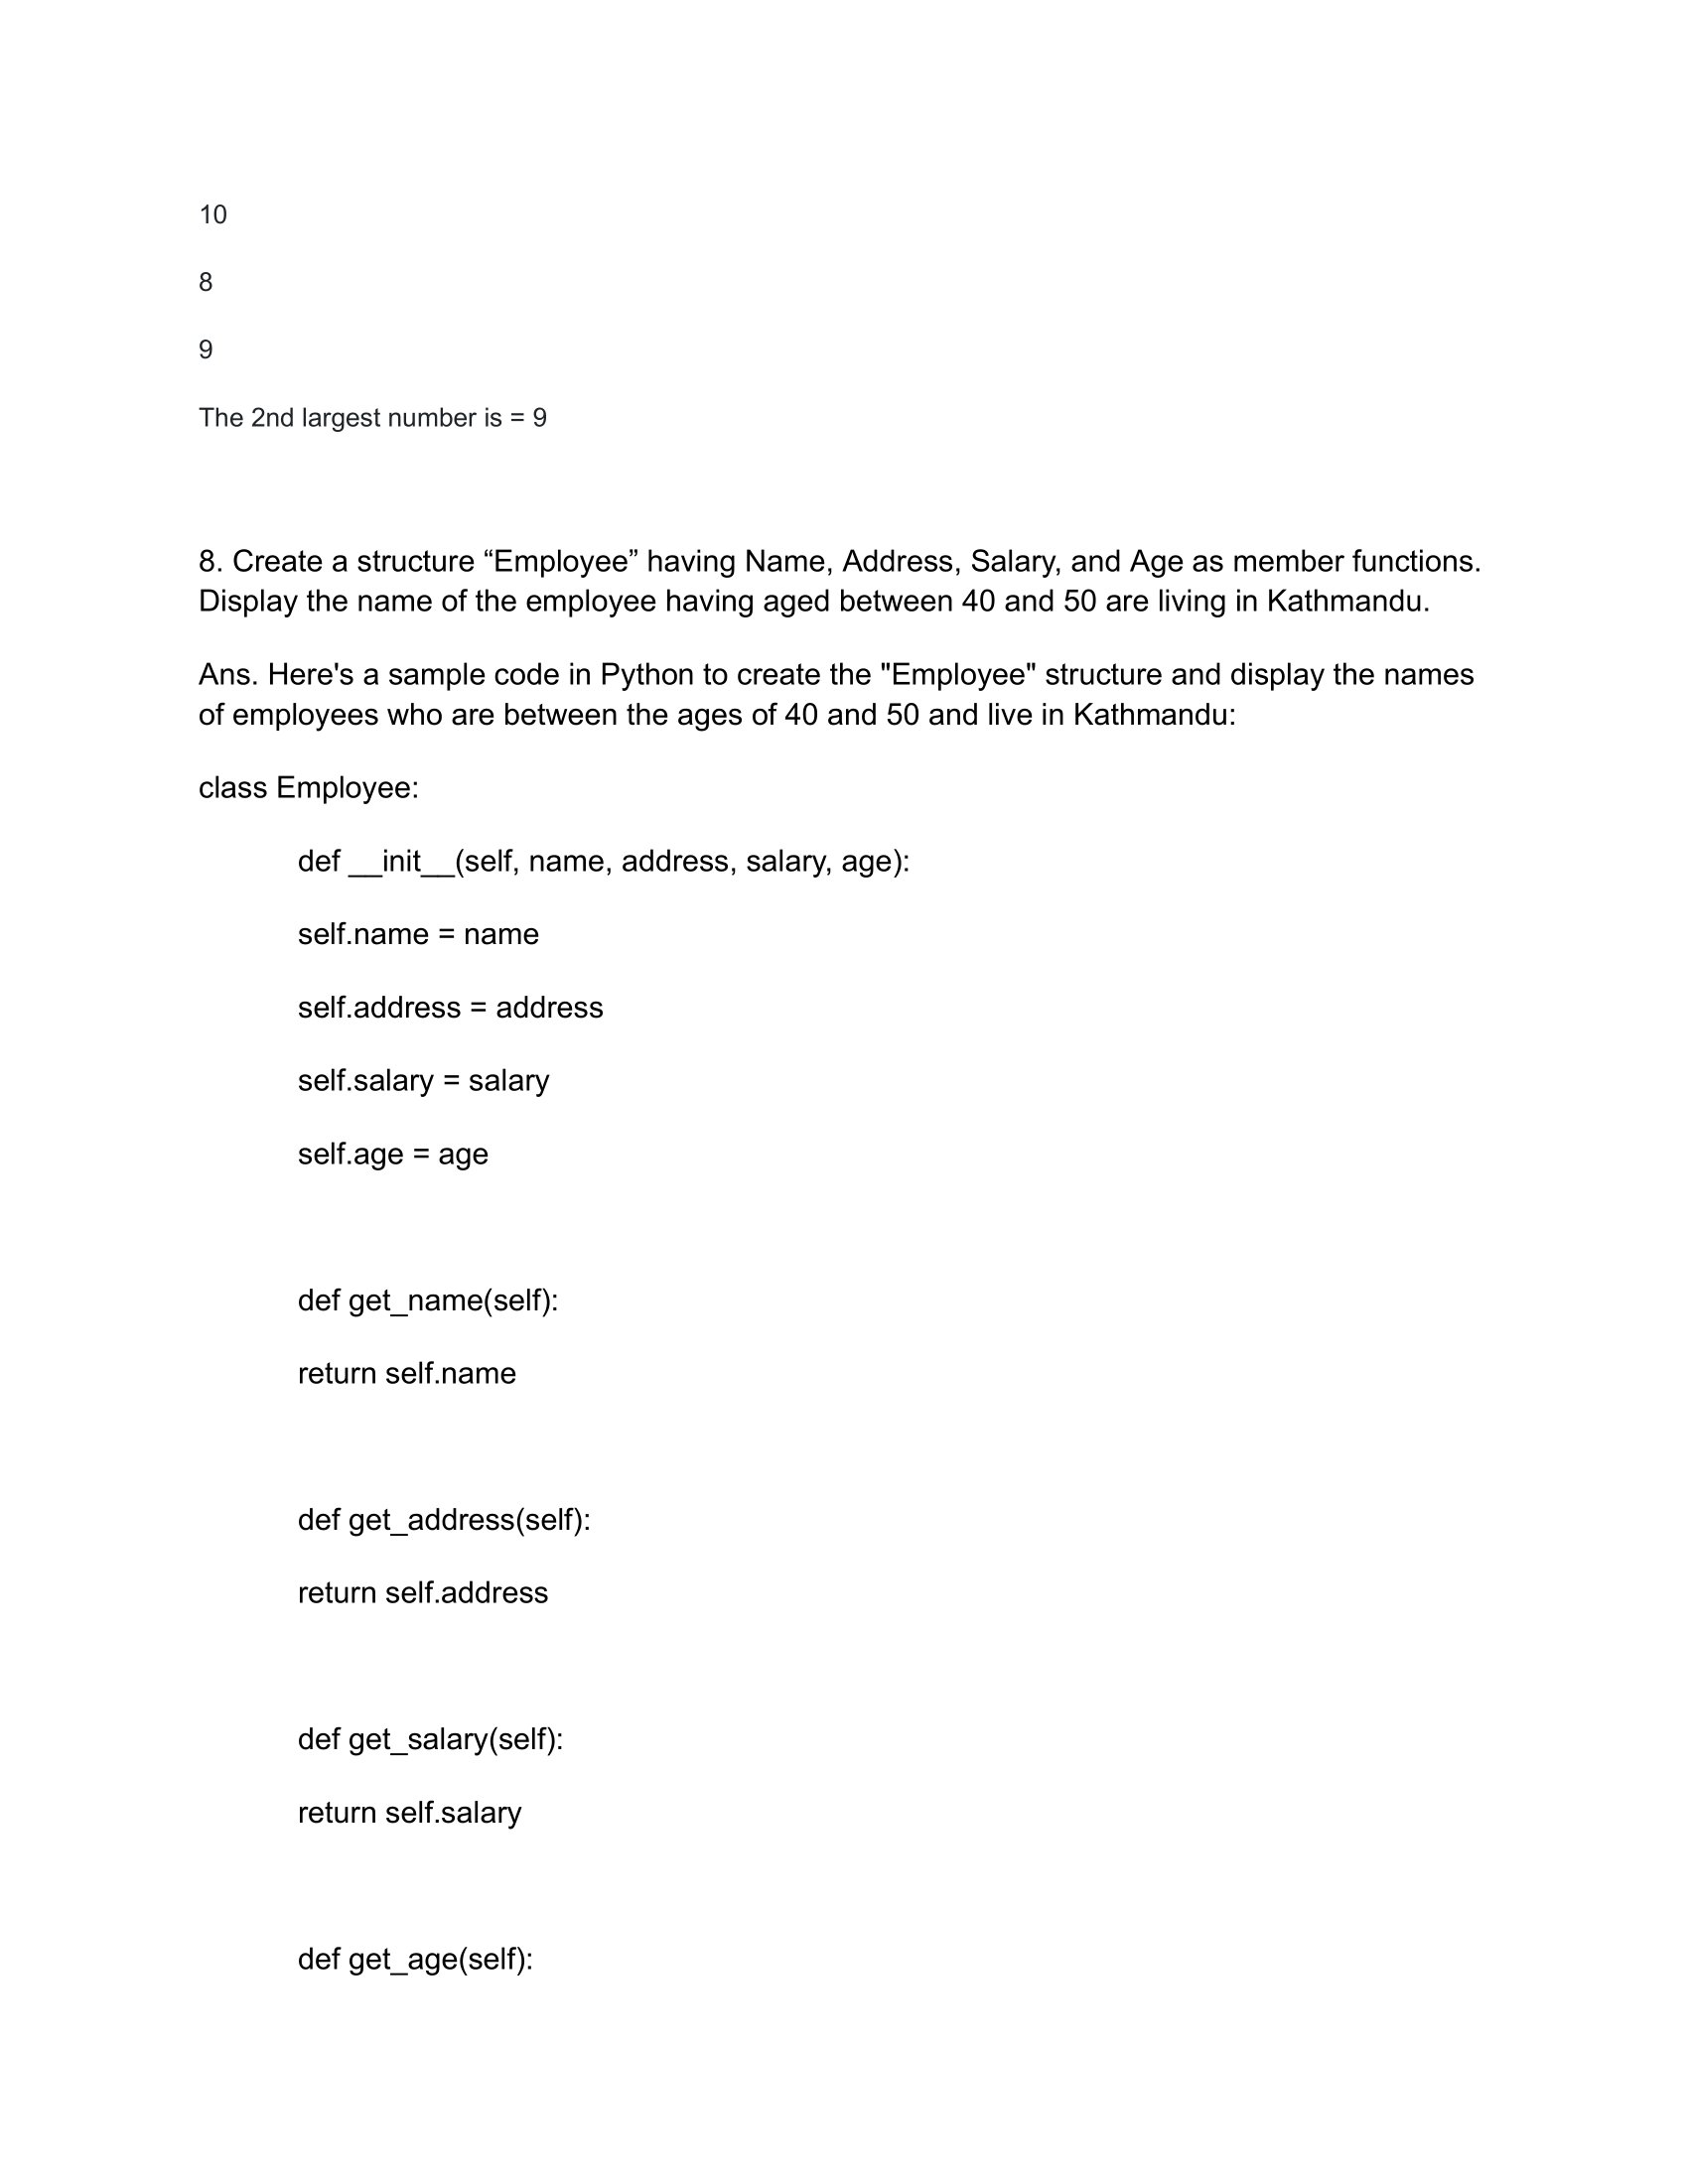 10
8
9
The 2nd largest number is = 9
8. Create a structure “Employee” having Name, Address, Salary, and Age as member functions.
Display the name of the employee having aged between 40 and 50 are living in Kathmandu.
Ans. Here's a sample code in Python to create the "Employee" structure and display the names
of employees who are between the ages of 40 and 50 and live in Kathmandu:
class Employee:
def __init__(self, name, address, salary, age):
self.name = name
self.address = address
self.salary = salary
self.age = age
def get_name(self):
return self.name
def get_address(self):
return self.address
def get_salary(self):
return self.salary
def get_age(self):